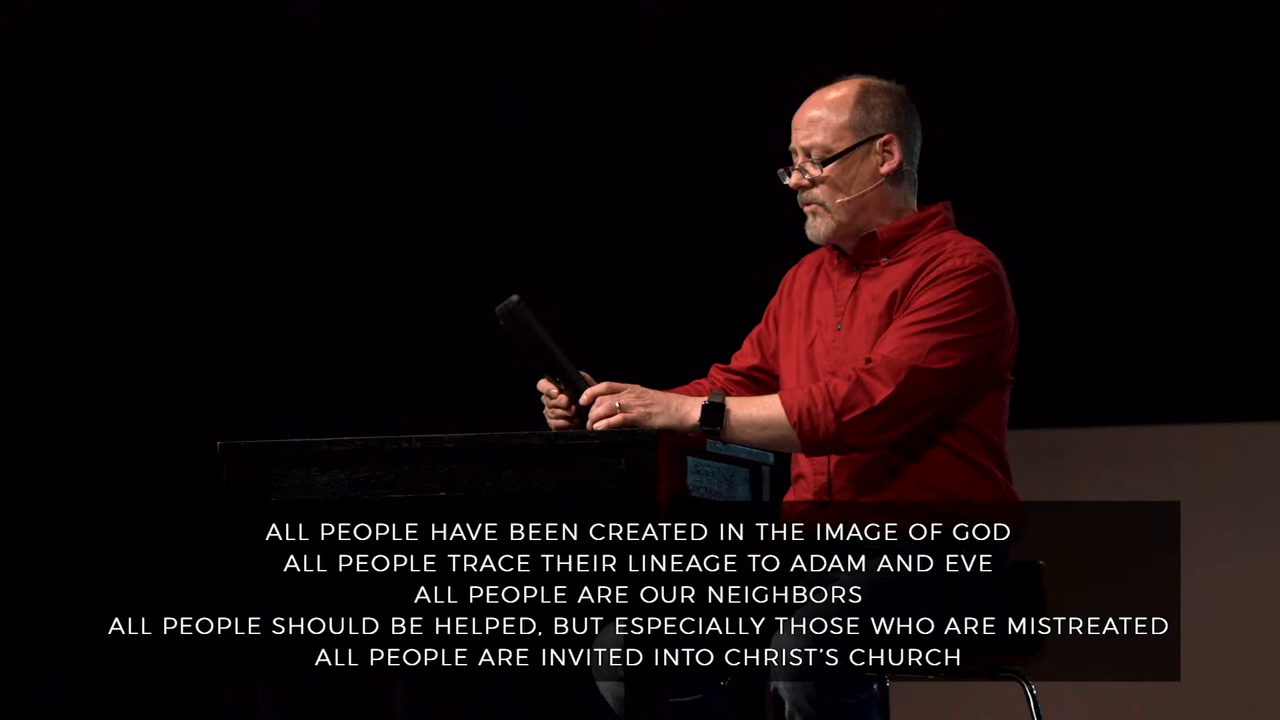 ALL PEOPLE HAVE BEEN CREATED IN THE IMAGE OF GOD
ALL PEOPLE TRACE THEIR LINEAGE TO ADAM AND EVE
ALL PEOPLE ARE OUR NEIGHBORS
ALL PEOPLE SHOULD BE HELPED, BUT ESPECIALLY THOSE WHO ARE MISTREATED
ALL PEOPLE ARE INVITED INTO CHRIST’S CHURCH